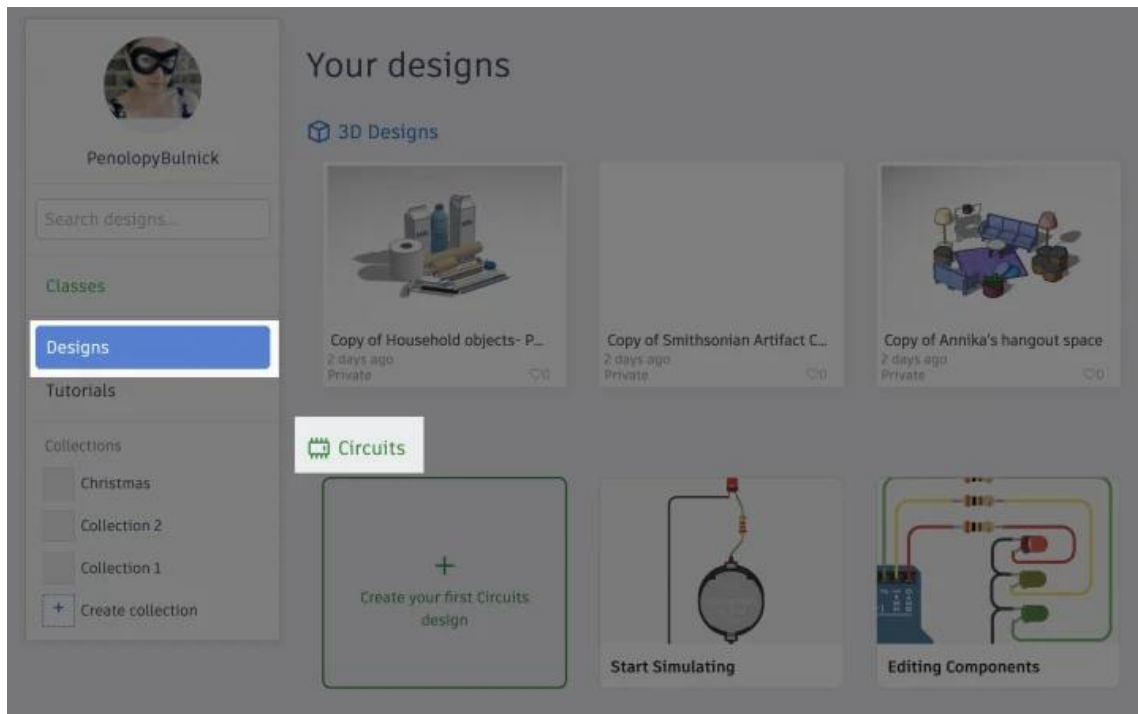 PenolopyBulnick
Search designs...
Classes
Designs
Tutorials
Collections
Christmas
Collection 2
Collection 1
+ Create collection
Your designs
3D Designs
Copy of Household objects- P...
2 days ago
Private
0
Copy of Smithsonian Artifact C...
2 days ago
Private
0
Copy of Annika's hangout space
2 days ago
Private
0
Circuits
+
Create your first Circuits
design
Start Simulating
Editing Components